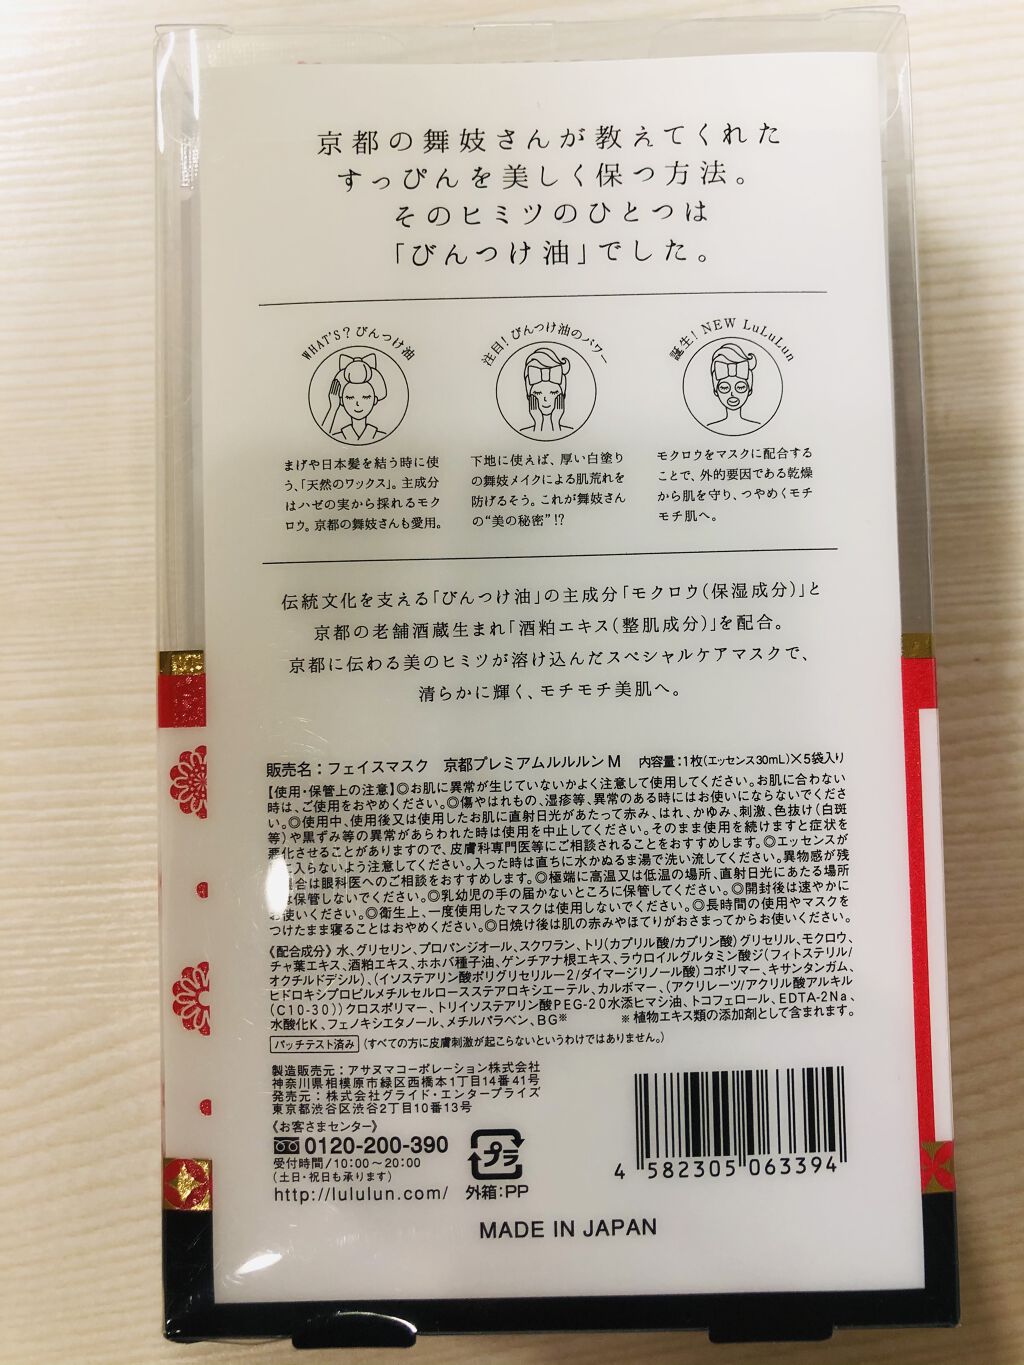 京都の舞妓さんが教えてくれた
すっぴんを美しく保つ方法。
そのヒミツのひとつは
「びんつけ油」でした。
WHAT'S? びんつけ油
まげや日本髪を結う時に使
う、「天然のワックス」。主成分
はハゼの実から採れるモク
ロウ。京都の舞妓さんも愛用。
注目! びんつけ油のパワー
下地に使えば、厚い白塗り
の舞妓メイクによる肌荒れを
防げるそう。これが舞妓さん
の"美の秘密"!?
誕生! NEW LuLuLun
モクロウをマスクに配合する
ことで、外的要因である乾燥
から肌を守り、つやめくモチ
モチ肌へ。
伝統文化を支える「びんつけ油」の主成分「モクロウ(保湿成分)」と
京都の老舗酒蔵生まれ「酒粕エキス(整肌成分)」を配合。
京都に伝わる美のヒミツが溶け込んだスペシャルケアマスクで、
清らかに輝く、モチモチ美肌へ。
販売名:フェイスマスク 京都プレミアムルルルン M 内容量:1枚(エッセンス30mL)×5袋入り
【使用・保管上の注意】◎お肌に異常が生じていないかよく注意して使用してください。お肌に合わない
時は、ご使用をおやめください。◎傷やはれもの、湿疹等、異常のある時にはお使いにならないでくださ
い。◎使用中、使用後又は使用したお肌に直射日光があたって赤み、はれ、かゆみ、刺激、色抜け(白斑
等)や黒ずみ等の異常があらわれた時は使用を中止してください。そのまま使用を続けますと症状を
悪化させることがありますので、皮膚科専門医等にご相談されることをおすすめします。◎エッセンスが
に入らないよう注意してください。入った時は直ちに水かぬるま湯で洗い流してください。異物感が残
合は眼科医へのご相談をおすすめします。◎極端に高温又は低温の場所、直射日光にあたる場所
は保管しないでください。◎乳幼児の手の届かないところに保管してください。◎開封後は速やかに
お使いください。◎衛生上、一度使用したマスクは使用しないでください。◎長時間の使用やマスクを
つけたまま寝ることはおやめください。◎日焼け後は肌の赤みやほてりがおさまってからお使いください。
《配合成分》水、グリセリン、プロパンジオール、スクワラン、トリ(カプリル酸/カプリン酸)グリセリル、モクロウ、
チャ葉エキス、酒粕エキス、ホホバ種子油、ゲンチアナ根エキス、ラウロイルグルタミン酸ジ(フィトステリル/
オクチルドデシル)、(イソステアリン酸ポリグリセリル-2/ダイマージリノール酸)コポリマー、キサンタンガム、
ヒドロキシプロピルメチルセルロースステアロキシエーテル、カルボマー、(アクリレーツ/アクリル酸アルキル
(C10-30))クロスポリマー、トリイソステアリン酸PEG-20水添ヒマシ油、トコフェロール、EDTA-2Na、
水酸化K、フェノキシエタノール、メチルパラベン、BG※ ※植物エキス類の添加剤として含まれます。
パッチテスト済み (すべての方に皮膚刺激が起こらないというわけではありません。)
製造販売元:アサヌマコーポレーション株式会社
神奈川県相模原市緑区西橋本1丁目14番41号
発売元:株式会社グライド・エンタープライズ
東京都渋谷区渋谷2丁目10番13号
《お客さまセンター》
0120-200-390
受付時間/10:00~20:00
(土日・祝日も承ります)
http://lululun.com/
プラ
外箱:PP
4 582305 063394
MADE IN JAPAN